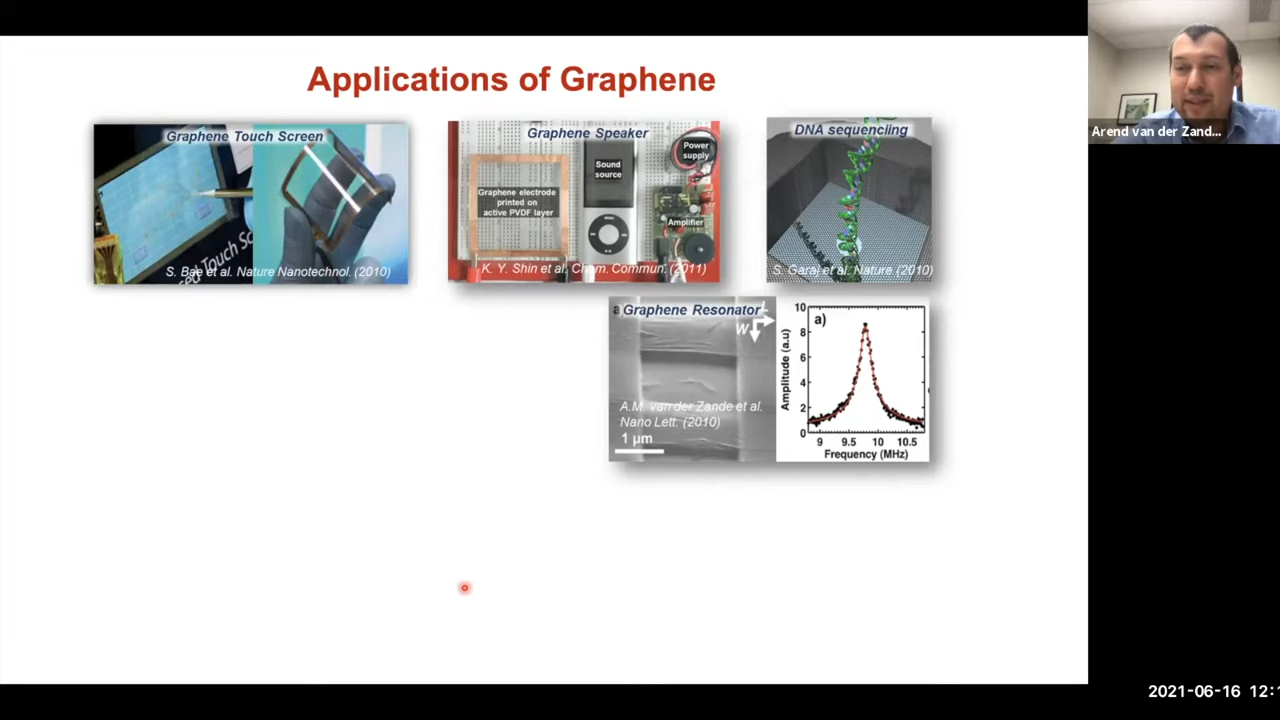 Applications of Graphene
Arend van der Zand...
Graphene Touch Screen
Touch Sc
S. Bae et al. Nature Nanotechnol. (2010)
Graphene Speaker
Power
supply
Sound
source
Graphene electrode
printed on
active PVDF layer
Amplifier
K. Y. Shin et al. Chem. Commun. (2011)
DNA sequenciing
S. Garaj et al. Nature (2010)
a Graphene Resonator L
W
A.M. van der Zande et al.
Nano Lett. (2010)
1 μm
a)
Amplitude (a.u)
10
8
6
4
2
0
9 9.5 10 10.5
Frequency (MHz)
2021-06-16 12:1